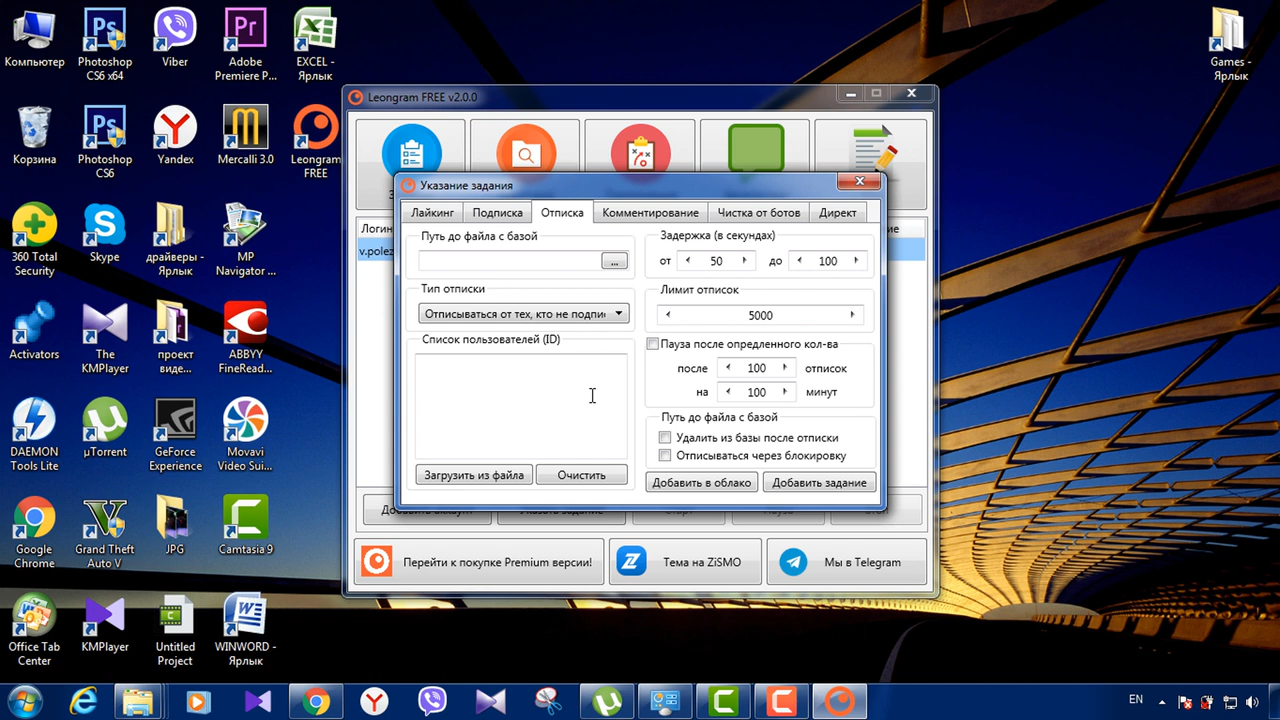 Компьютер
Photoshop CS6 x64
Viber
Adobe Premiere P...
EXCEL - Ярлык
Games - Ярлык
Корзина
Photoshop CS6
Yandex
Mercalli 3.0
Leongram FREE
360 Total Security
Skype
драйверы - Ярлык
MP Navigator ...
Activators
The KMPlayer
проект виде...
ABBYY FineRead...
DAEMON Tools Lite
µTorrent
GeForce Experience
Movavi Video Sui...
Google Chrome
Grand Theft Auto V
JPG
Camtasia 9
Office Tab Center
KMPlayer
Untitled Project
WINWORD - Ярлык
Leongram FREE v2.0.0
Логин
v.polez
Указание задания
Лайкинг
Подписка
Отписка
Комментирование
Чистка от ботов
Директ
Путь до файла с базой
...
Тип отписки
Отписываться от тех, кто не подпи
Список пользователей (ID)
Загрузить из файла
Очистить
Задержка (в секундах)
от 50 до 100
Лимит отписок
5000
Пауза после опредленного кол-ва
после 100 отписок
на 100 минут
Путь до файла с базой
Удалить из базы после отписки
Отписываться через блокировку
Добавить в облако
Добавить задание
Перейти к покупке Premium версии!
Тема на ZiSMO
Мы в Telegram
EN